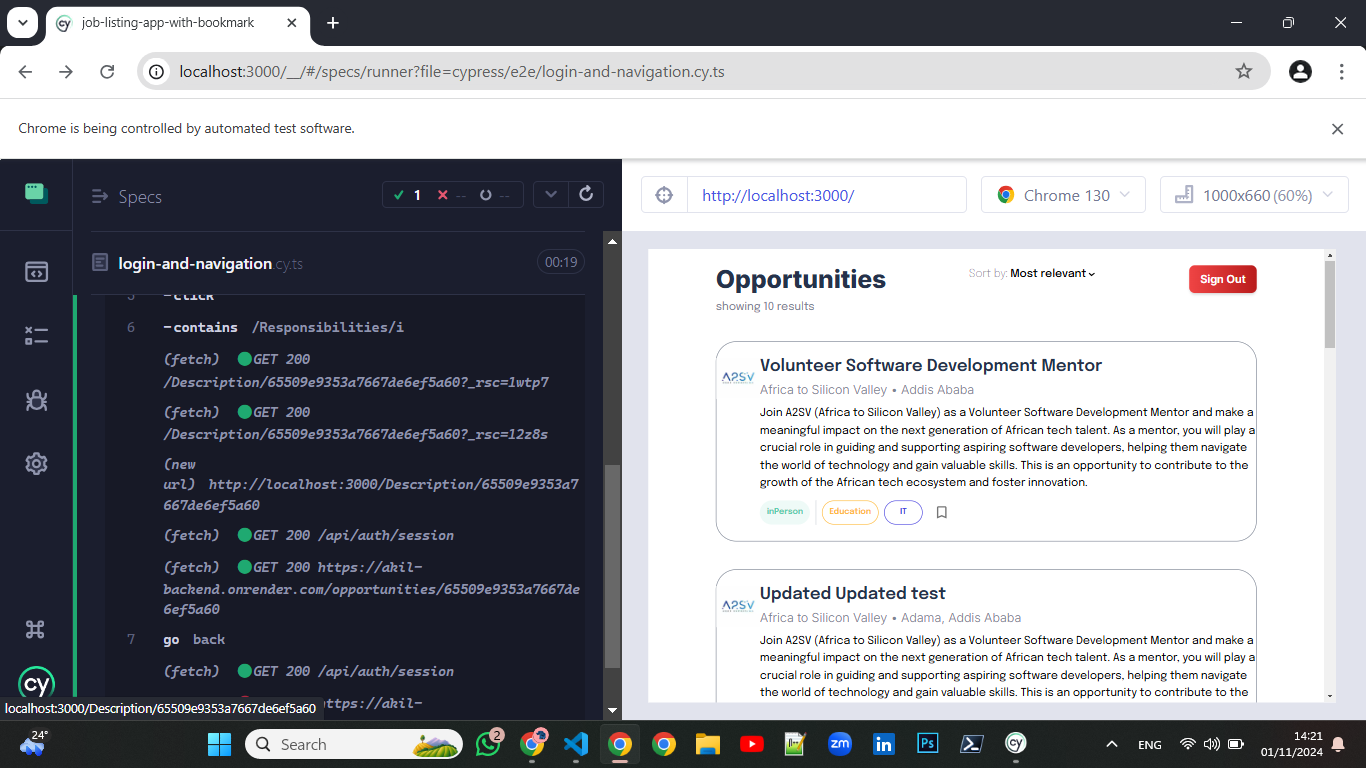 job-listing-app-with-bookmark
localhost:3000/__/#/specs/runner?file=cypress/e2e/login-and-navigation.cy.ts
Chrome is being controlled by automated test software.
Specs
1 -- --
login-and-navigation.cy.ts
00:19
5 -click
6 -contains /Responsibilities/i
(fetch) GET 200
/Description/65509e9353a7667de6ef5a60?_rsc=1wtp7
(fetch) GET 200
/Description/65509e9353a7667de6ef5a60?_rsc=12z8s
(new
url) http://localhost:3000/Description/65509e9353a7
667de6ef5a60
(fetch) GET 200 /api/auth/session
(fetch) GET 200 https://akil-
backend.onrender.com/opportunities/65509e9353a7667de
6ef5a60
7 go back
(fetch) GET 200 /api/auth/session
https://akil-
cy
localhost:3000/Description/65509e9353a7667de6ef5a60
http://localhost:3000/
Chrome 130
1000x660 (60%)
Opportunities
Sort by: Most relevant
Sign Out
showing 10 results
A2SV
Volunteer Software Development Mentor
Africa to Silicon Valley • Addis Ababa
Join A2SV (Africa to Silicon Valley) as a Volunteer Software Development Mentor and make a
meaningful impact on the next generation of African tech talent. As a mentor, you will play a
crucial role in guiding and supporting aspiring software developers, helping them navigate
the world of technology and gain valuable skills. This is an opportunity to contribute to the
growth of the African tech ecosystem and foster innovation.
inPerson Education IT
A2SV
Updated Updated test
Africa to Silicon Valley • Adama, Addis Ababa
Join A2SV (Africa to Silicon Valley) as a Volunteer Software Development Mentor and make a
meaningful impact on the next generation of African tech talent. As a mentor, you will play a
crucial role in guiding and supporting aspiring software developers, helping them navigate
the world of technology and gain valuable skills. This is an opportunity to contribute to the
24°
Search
2
zm
in
Ps
cy
ENG
14:21
01/11/2024